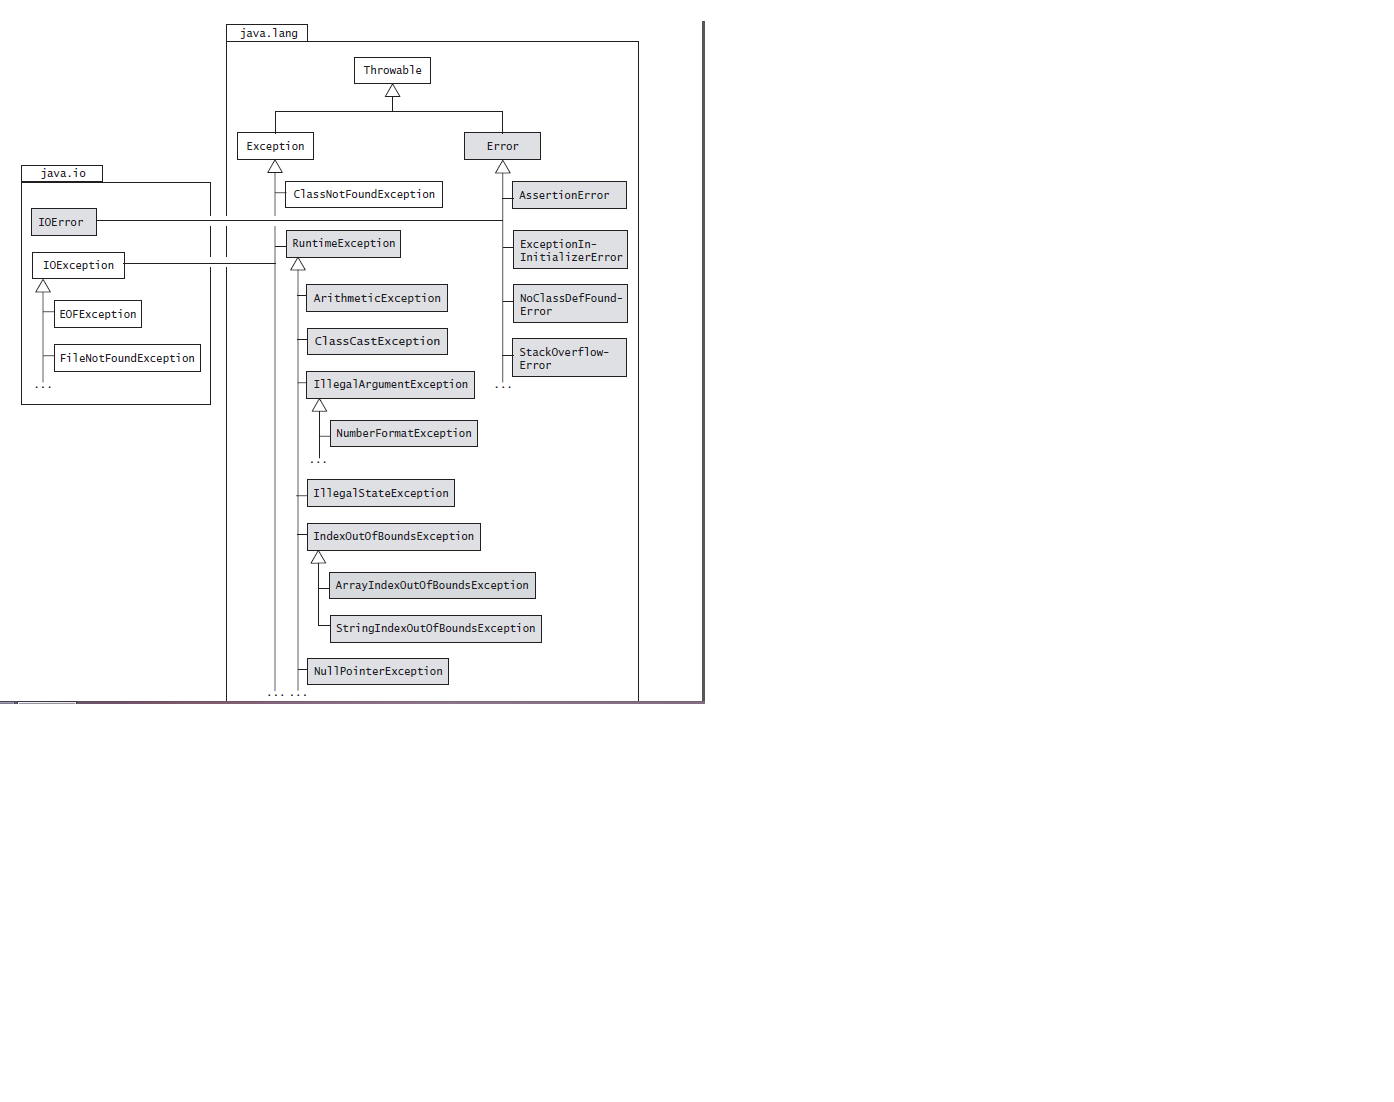 java.lang
Throwable
Exception
Error
java.io
ClassNotFoundException
AssertionError
IOError
RuntimeException
ExceptionIn-
InitializerError
IOException
ArithmeticException
NoClassDefFound-
Error
EOFException
ClassCastException
StackOverflow-
Error
FileNotFoundException
...
IllegalArgumentException
...
NumberFormatException
...
IllegalStateException
IndexOutOfBoundsException
ArrayIndexOutOfBoundsException
StringIndexOutOfBoundsException
NullPointerException
... ...